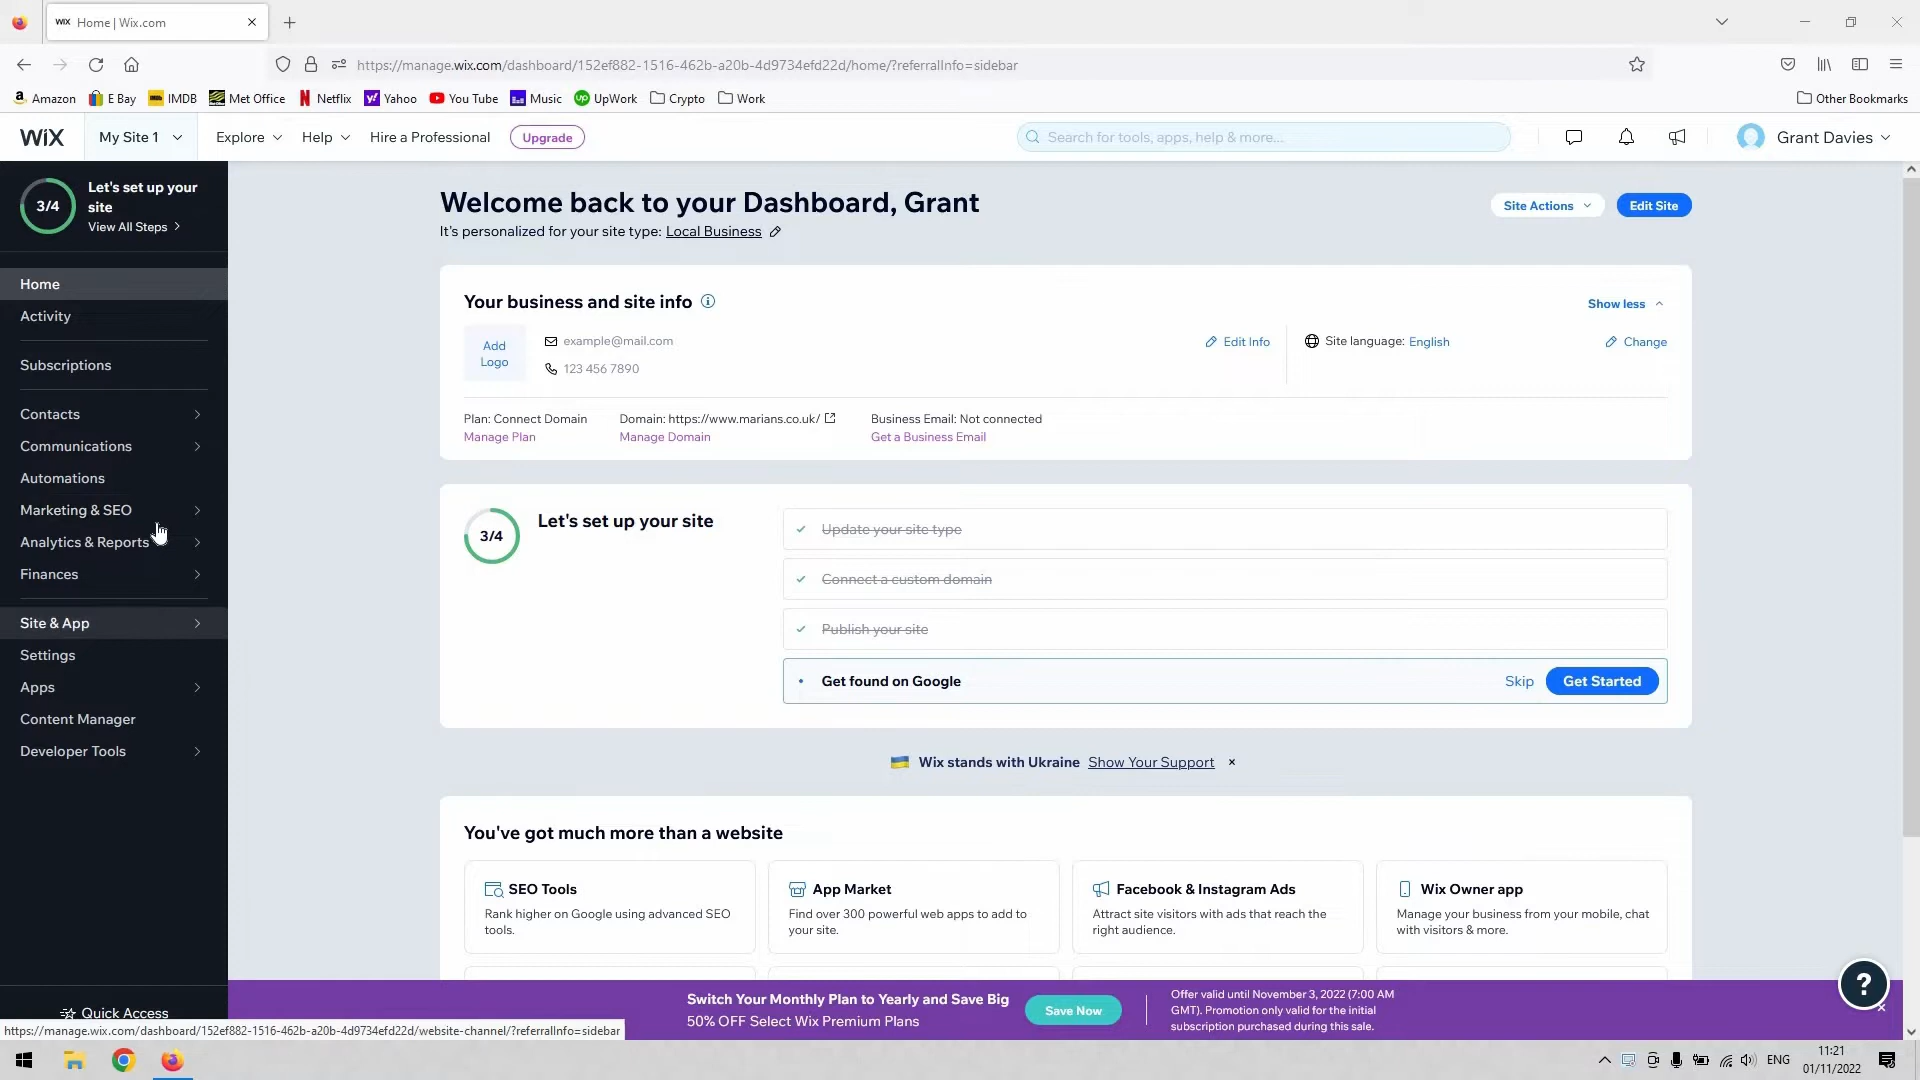 WIX Home | Wix.com
https://manage.wix.com/dashboard/152ef882-1516-462b-a20b-4d9734efd22d/home/?referralInfo=sidebar
Amazon E Bay IMDB Met Office Netflix Yahoo You Tube Music UpWork Crypto Work Other Bookmarks
WIX My Site 1 Explore Help Hire a Professional Upgrade Search for tools, apps, help & more... Grant Davies
3/4
Let's set up your
site
View All Steps
Home
Activity
Subscriptions
Contacts
Communications
Automations
Marketing & SEO
Analytics & Reports
Finances
Site & App
Settings
Apps
Content Manager
Developer Tools
Quick Access
Welcome back to your Dashboard, Grant
Site Actions Edit Site
It's personalized for your site type: Local Business
Your business and site info
Show less
Add
Logo
example@mail.com
123 456 7890
Edit Info
Site language: English
Change
Plan: Connect Domain
Manage Plan
Domain: https://www.marians.co.uk/
Manage Domain
Business Email: Not connected
Get a Business Email
3/4
Let's set up your site
Update your site type
Connect a custom domain
Publish your site
Get found on Google Skip Get Started
Wix stands with Ukraine Show Your Support ×
You've got much more than a website
SEO Tools
Rank higher on Google using advanced SEO
tools.
App Market
Find over 300 powerful web apps to add to
your site.
Facebook & Instagram Ads
Attract site visitors with ads that reach the
right audience.
Wix Owner app
Manage your business from your mobile, chat
with visitors & more.
Switch Your Monthly Plan to Yearly and Save Big
50% OFF Select Wix Premium Plans
Save Now
Offer valid until November 3, 2022 (7:00 AM
GMT). Promotion only valid for the initial
subscription purchased during this sale.
?
https://manage.wix.com/dashboard/152ef882-1516-462b-a20b-4d9734efd22d/website-channel/?referralInfo=sidebar
ENG
11:21
01/11/2022